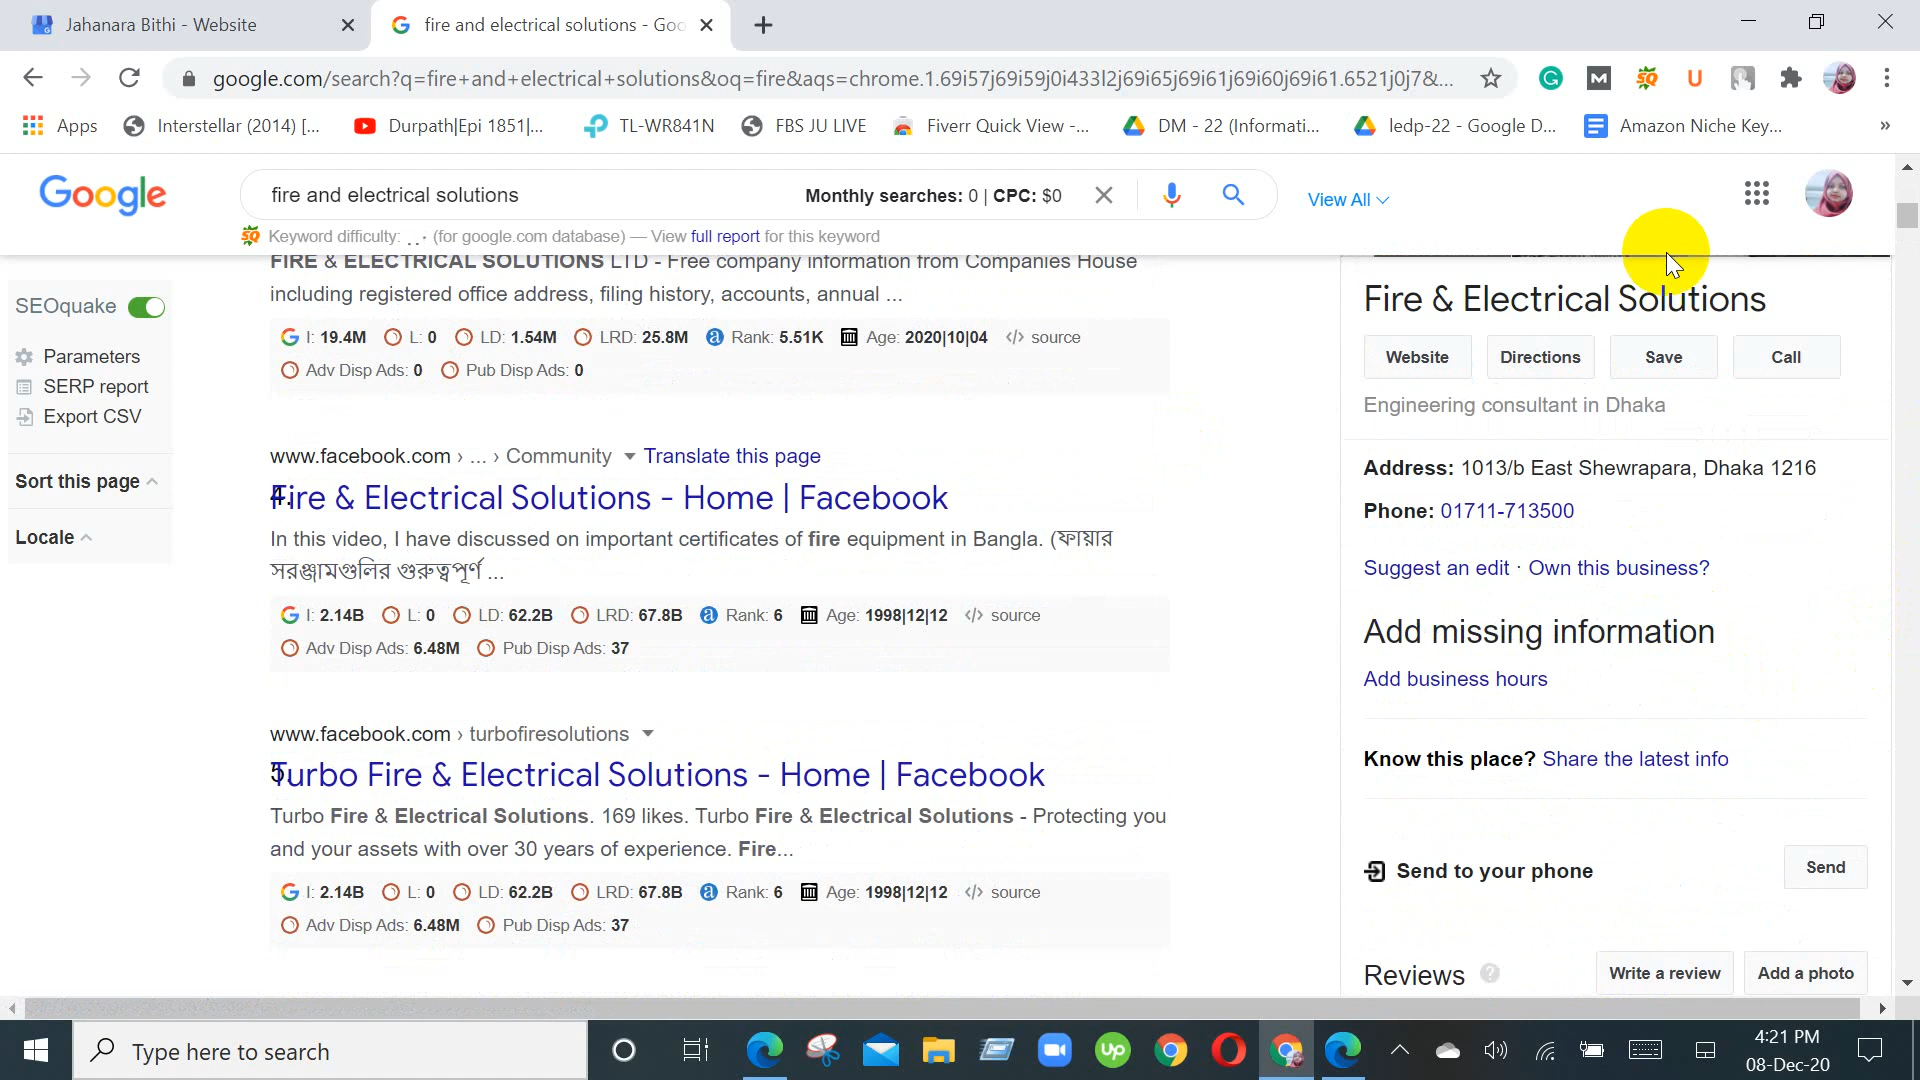 Jahanara Bithi - Website
fire and electrical solutions - Goo
google.com/search?q=fire+and+electrical+solutions&oq=fire&aqs=chrome.1.69i57j69i59j0i433l2j69i65j69i61j69i60j69i61.6521j0j7&...
Apps
Interstellar (2014) [...
Durpath|Epi 1851|...
TL-WR841N
FBS JU LIVE
Fiverr Quick View -...
DM - 22 (Informati...
ledp-22 - Google D...
Amazon Niche Key...
»
Google
fire and electrical solutions
Monthly searches: 0 | CPC: $0
View All
Keyword difficulty: . . . (for google.com database) — View full report for this keyword
SEOquake
Parameters
SERP report
Export CSV
Sort this page
Locale
FIRE & ELECTRICAL SOLUTIONS LTD - Free company information from Companies House
including registered office address, filing history, accounts, annual ...
I: 19.4M L: 0 LD: 1.54M LRD: 25.8M Rank: 5.51K Age: 2020|10|04 </> source
Adv Disp Ads: 0 Pub Disp Ads: 0
www.facebook.com › ... › Community Translate this page
4.
Fire & Electrical Solutions - Home | Facebook
In this video, I have discussed on important certificates of fire equipment in Bangla. (ফায়ার
সরঞ্জামগুলির গুরুত্বপূর্ণ ...
I: 2.14B L: 0 LD: 62.2B LRD: 67.8B Rank: 6 Age: 1998|12|12 </> source
Adv Disp Ads: 6.48M Pub Disp Ads: 37
www.facebook.com › turbofiresolutions
5.
Turbo Fire & Electrical Solutions - Home | Facebook
Turbo Fire & Electrical Solutions. 169 likes. Turbo Fire & Electrical Solutions - Protecting you
and your assets with over 30 years of experience. Fire...
I: 2.14B L: 0 LD: 62.2B LRD: 67.8B Rank: 6 Age: 1998|12|12 </> source
Adv Disp Ads: 6.48M Pub Disp Ads: 37
Fire & Electrical Solutions
Website Directions Save Call
Engineering consultant in Dhaka
Address: 1013/b East Shewrapara, Dhaka 1216
Phone: 01711-713500
Suggest an edit · Own this business?
Add missing information
Add business hours
Know this place? Share the latest info
Send to your phone
Send
Reviews
Write a review Add a photo
Type here to search
4:21 PM
08-Dec-20